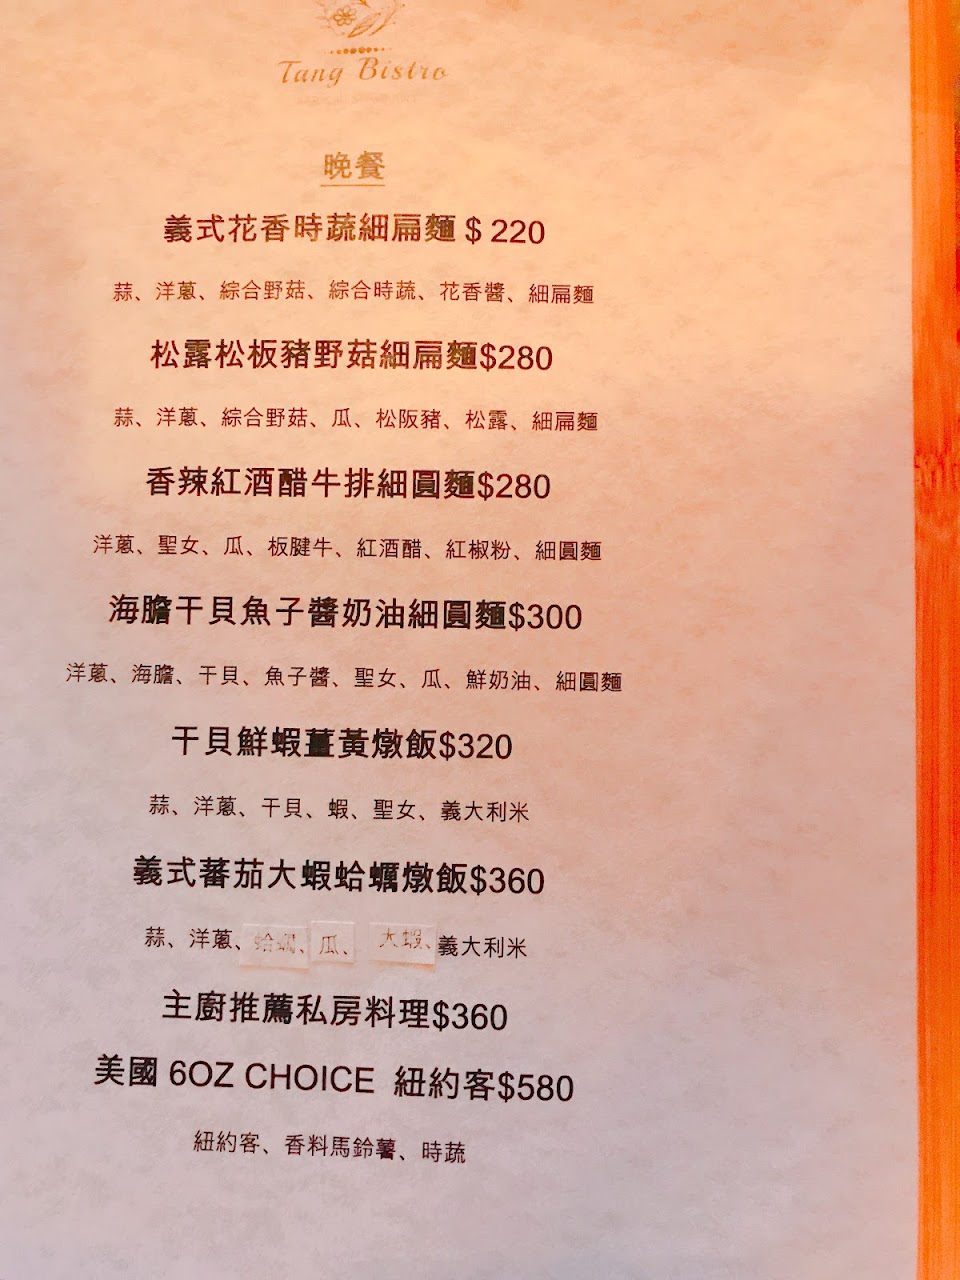 Tang Bistro
晚餐
義式花香時蔬細扁麵 $ 220
蒜、洋蔥、綜合野菇、綜合時蔬、花香醬、細扁麵
松露松板豬野菇細扁麵$280
蒜、洋蔥、綜合野菇、瓜、松阪豬、松露、細扁麵
香辣紅酒醋牛排細圓麵$280
洋蔥、聖女、瓜、板腱牛、紅酒醋、紅椒粉、細圓麵
海膽干貝魚子醬奶油細圓麵$300
洋蔥、海膽、干貝、魚子醬、聖女、瓜、鮮奶油、細圓麵
干貝鮮蝦薑黃燉飯$320
蒜、洋蔥、干貝、蝦、聖女、義大利米
義式蕃茄大蝦蛤蠣燉飯$360
蒜、洋蔥、蛤蠣、瓜、大蝦、義大利米
主廚推薦私房料理$360
美國 6OZ CHOICE 紐約客$580
紐約客、香料馬鈴薯、時蔬